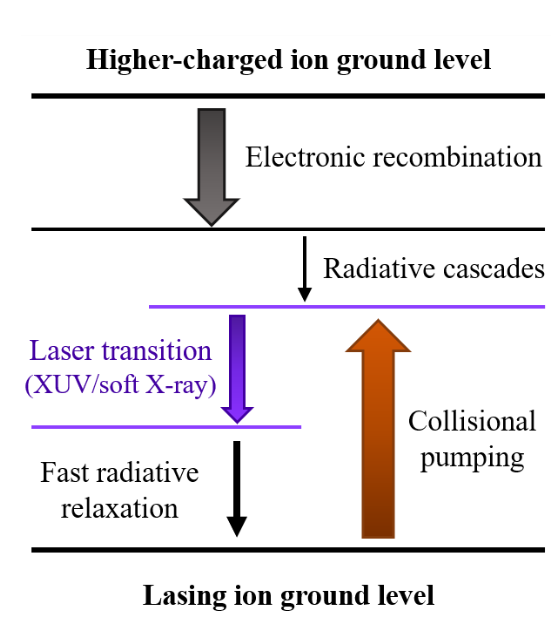 Higher-charged ion ground level
Electronic recombination
Radiative cascades
Laser transition
(XUV/soft X-ray)
Collisional
pumping
Fast radiative
relaxation
Lasing ion ground level